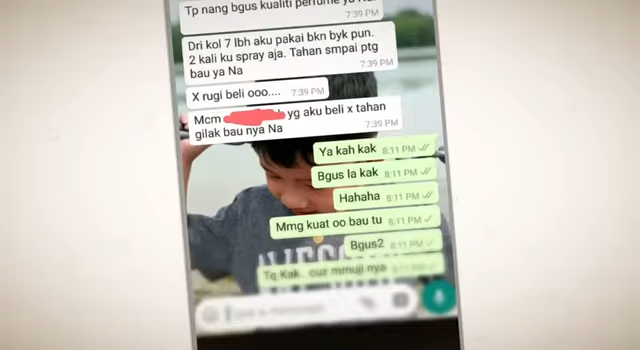 Tp nang bgus kualiti perfume ya Na.
7:39 PM
Dri kol 7 lbh aku pakai bkn byk pun.
2 kali ku spray aja. Tahan smpai ptg
bau ya Na
7:39 PM
X rugi beli ooo.... 7:39 PM
Mcm yg aku beli x tahan
gilak bau nya Na
7:39 PM
Ya kah kak 8:11 PM
Bgus la kak 8:11 PM
Hahaha 8:11 PM
Mmg kuat oo bau tu 8:11 PM
Bgus2 8:11 PM
Tq Kak.. cuz mmuji nya